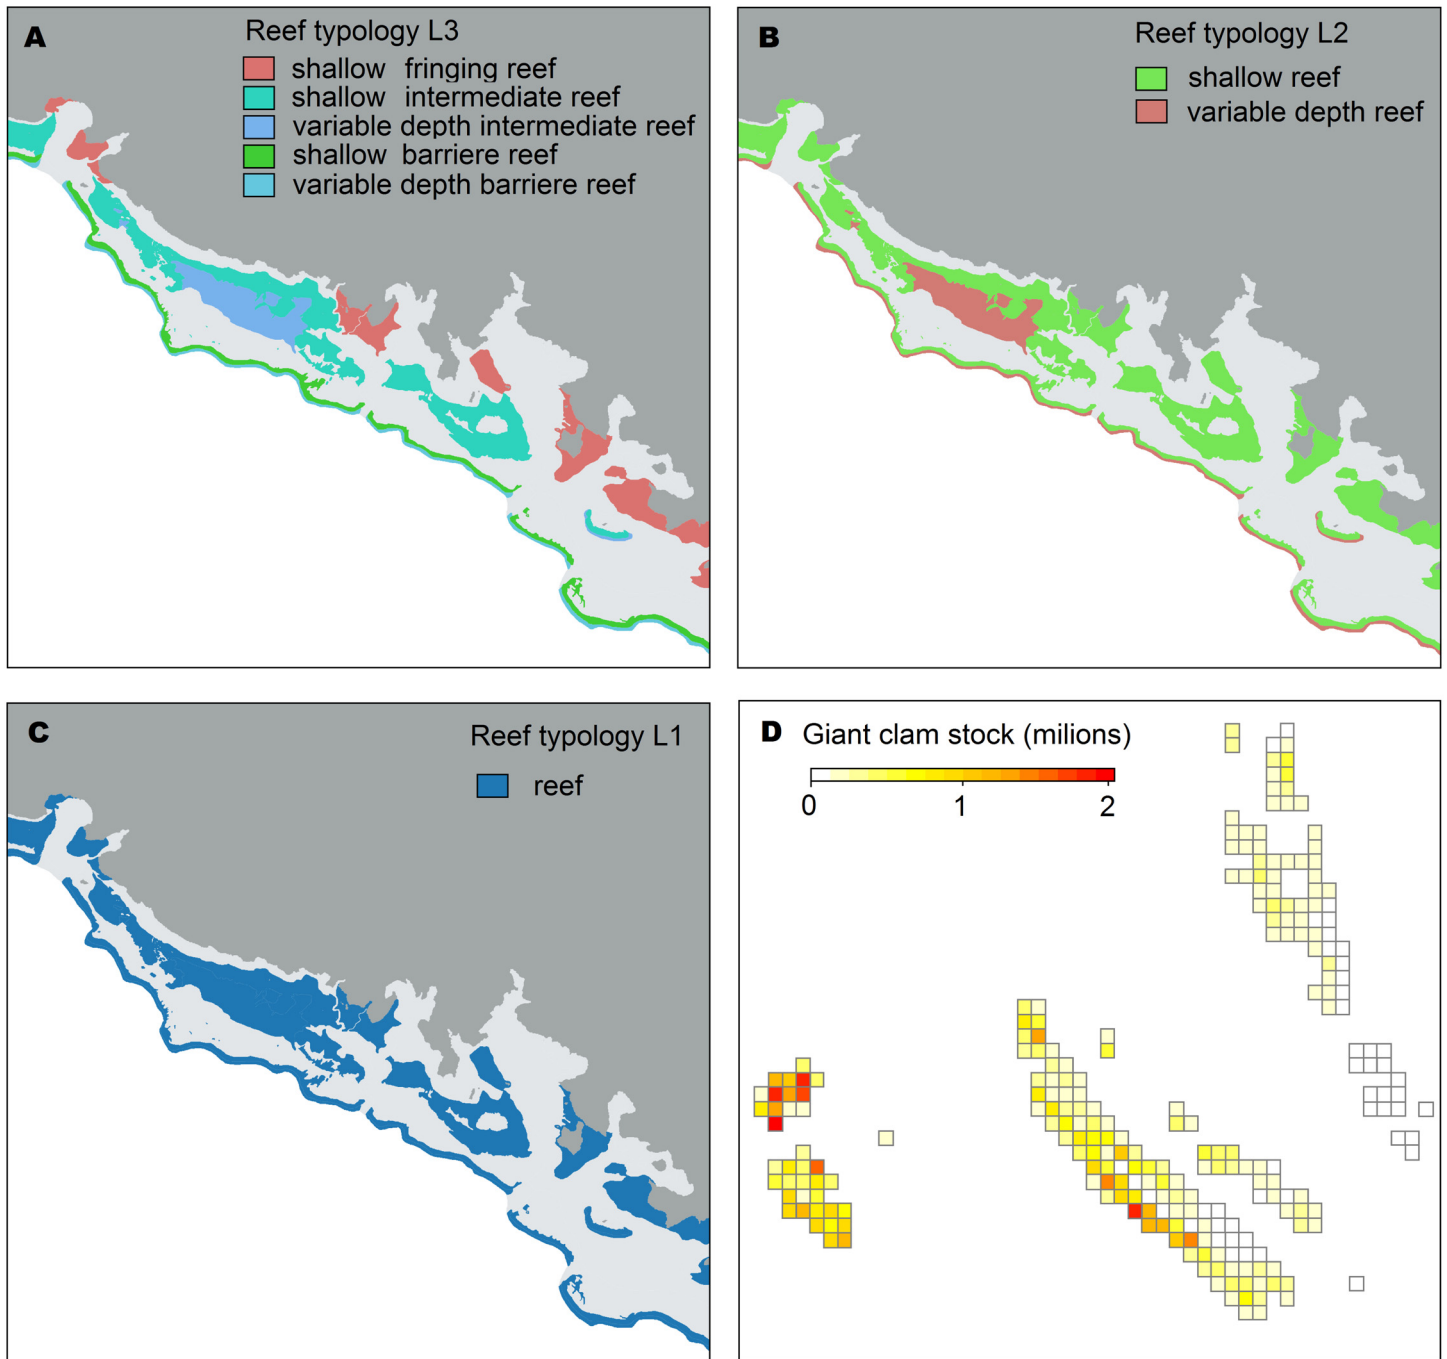 A
Reef typology L3
shallow fringing reef
shallow intermediate reef
variable depth intermediate reef
shallow barriere reef
variable depth barriere reef
B
Reef typology L2
shallow reef
variable depth reef
C
Reef typology L1
reef
D
Giant clam stock (milions)
0 1 2